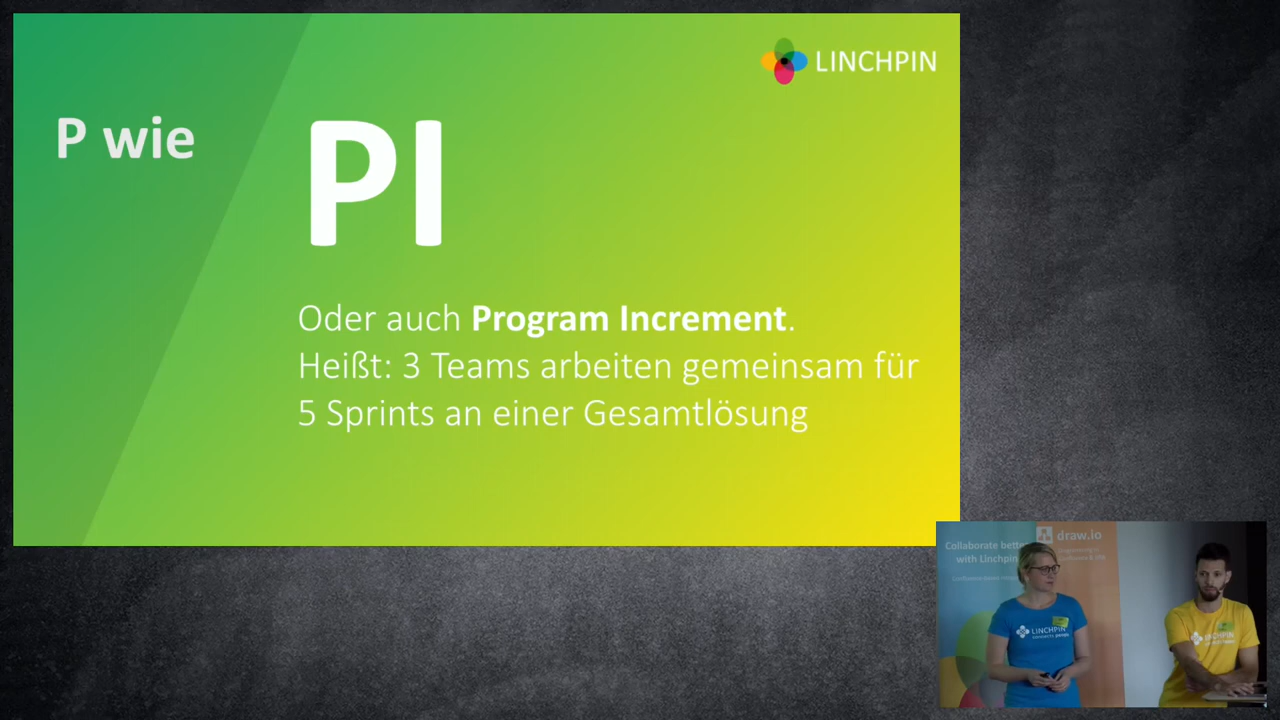 LINCHPIN
P wie
PI
Oder auch Program Increment.
Heißt: 3 Teams arbeiten gemeinsam für
5 Sprints an einer Gesamtlösung
Collaborate bette
with Linchpin
draw.io
LINCHPIN
LINCHPIN